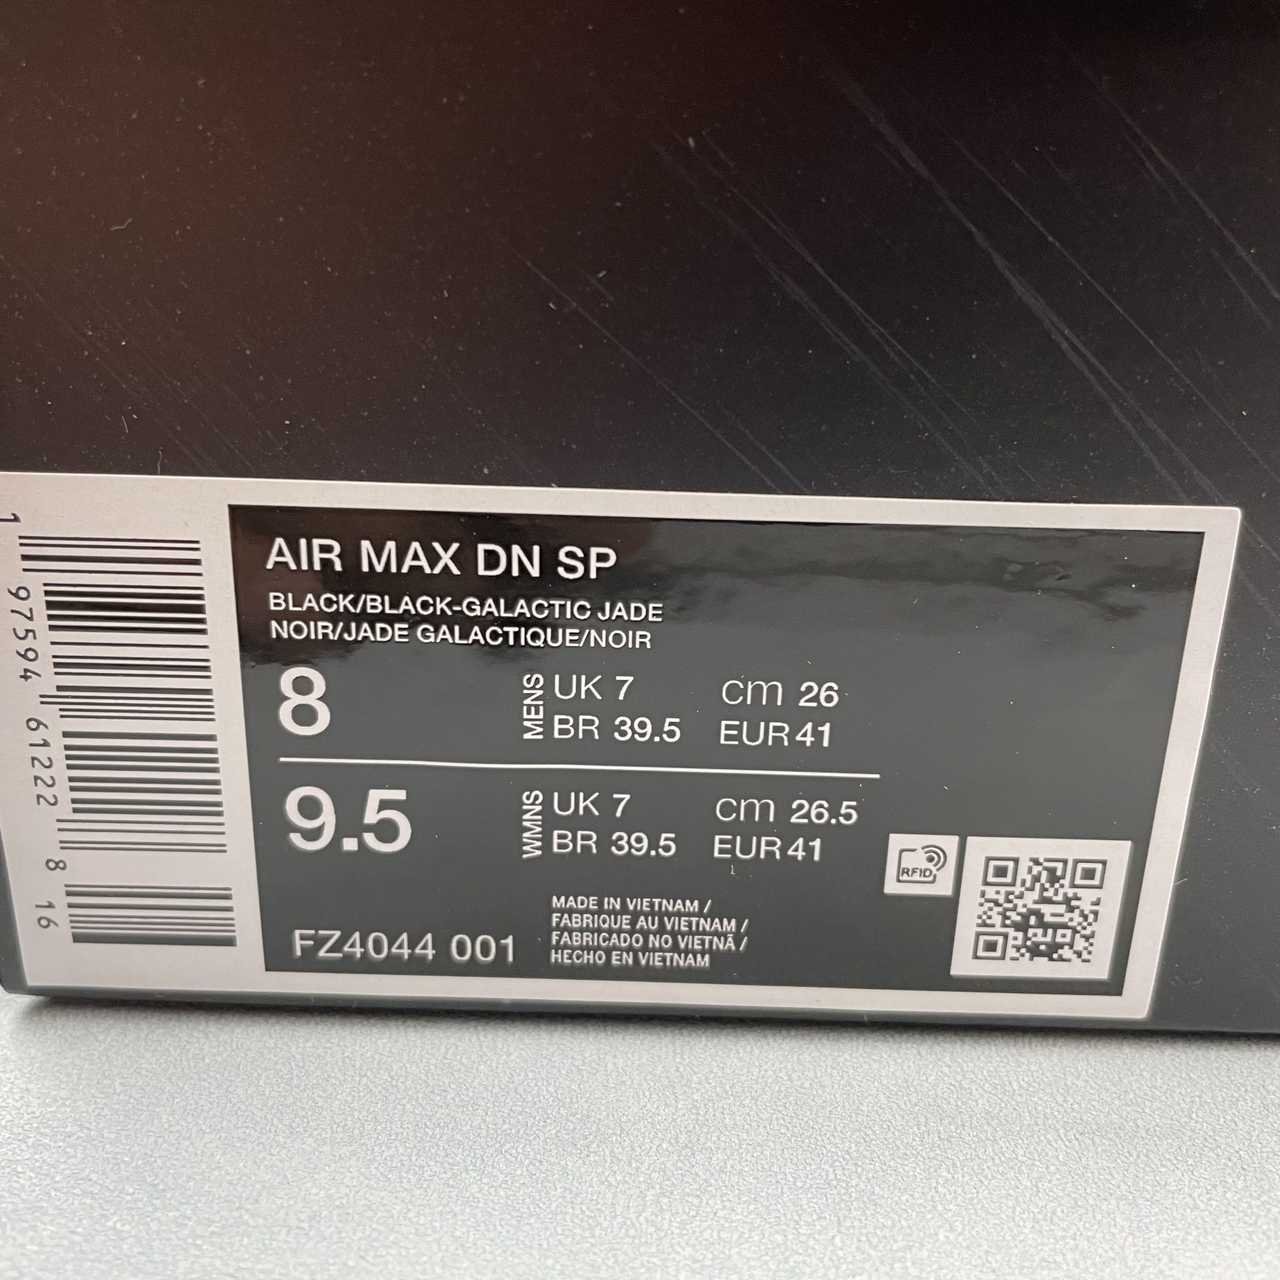 AIR MAX DN SP
BLACK/BLACK-GALACTIC JADE
NOIR/JADE GALACTIQUE/NOIR
8
MENS
UK 7 cm 26
BR 39.5 EUR 41
9.5
WMNS
UK 7 cm 26.5
BR 39.5 EUR 41
RFID
FZ4044 001
MADE IN VIETNAM /
FABRIQUE AU VIETNAM /
FABRICADO NO VIETNÃ /
HECHO EN VIETNAM
1 97594 61222 8 16